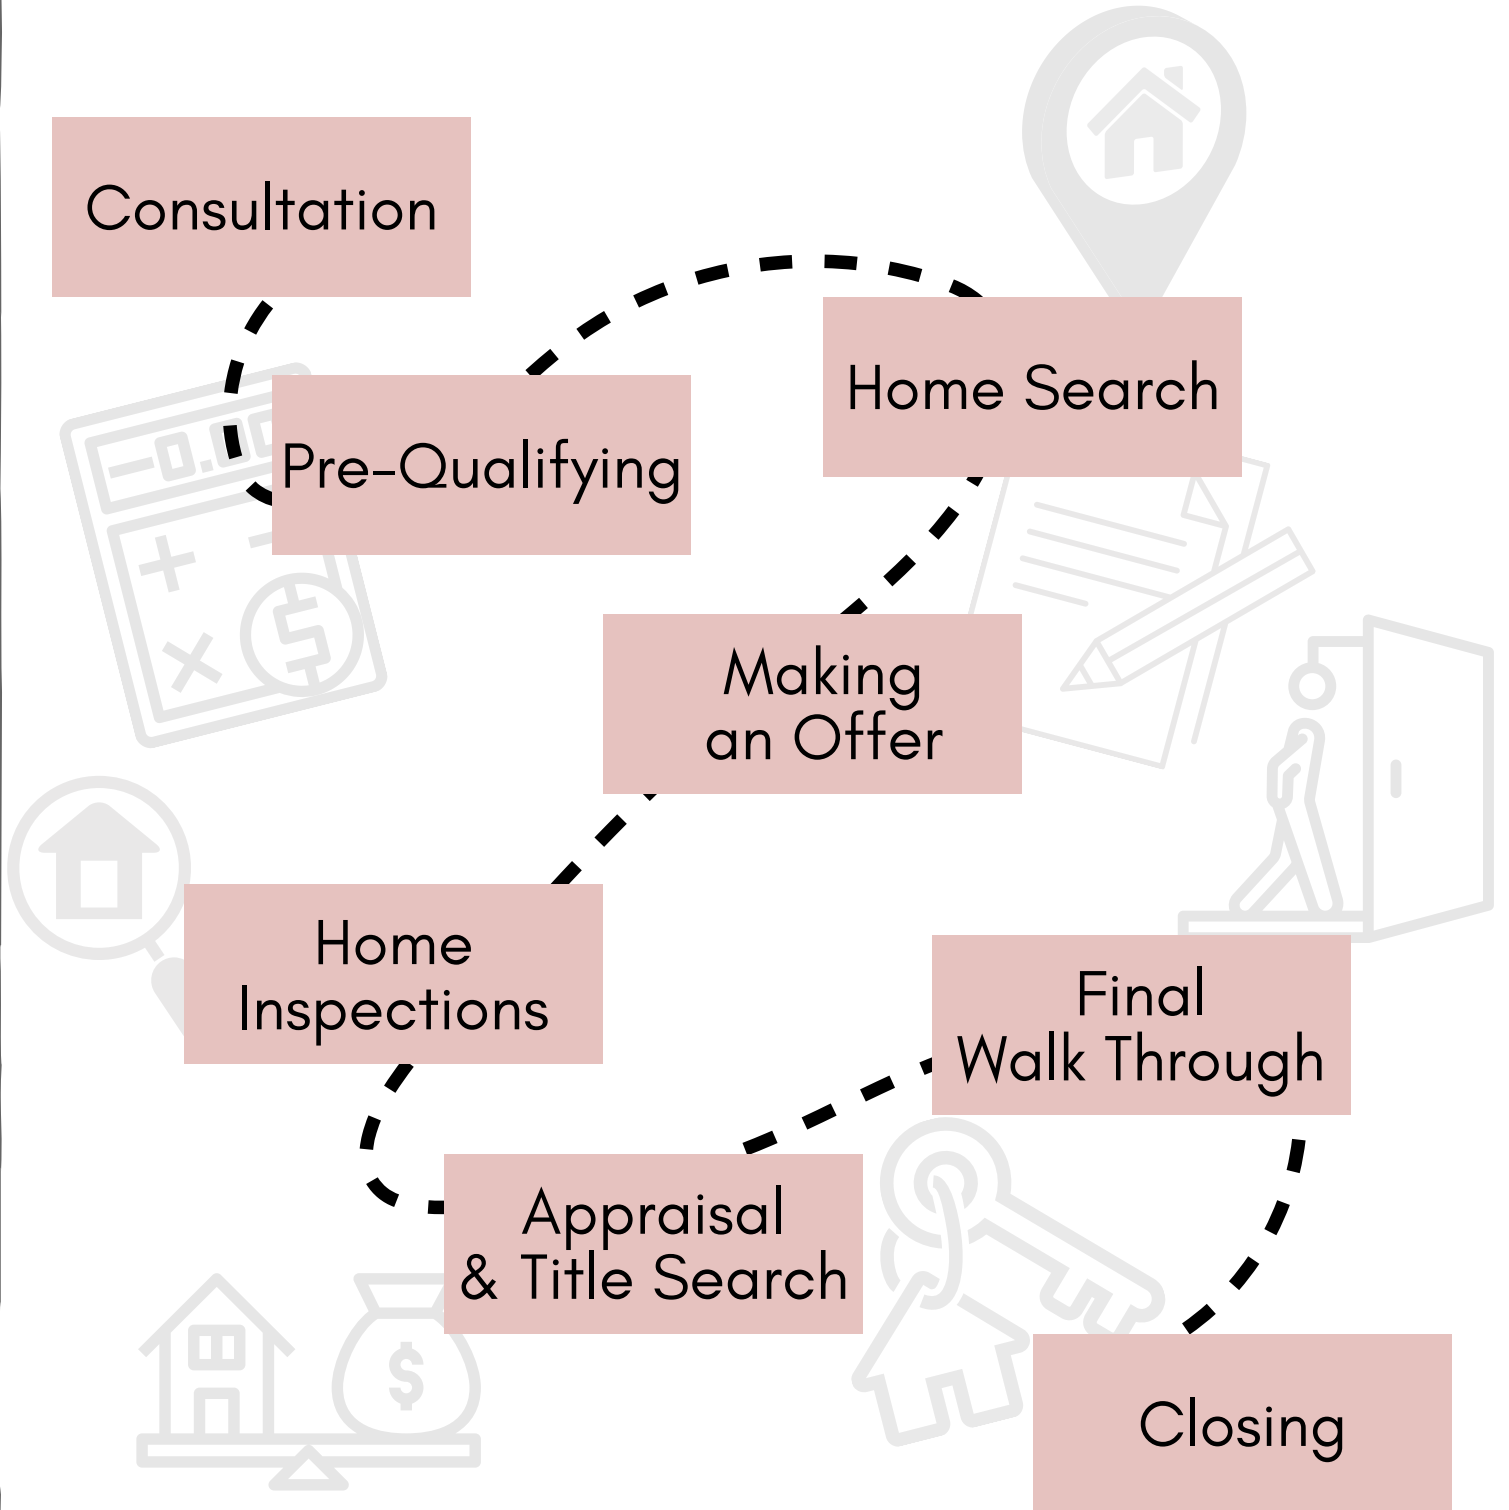 Consultation
Pre-Qualifying
Home Search
Making
an Offer
Home
Inspections
Appraisal
& Title Search
Final
Walk Through
Closing
$
$